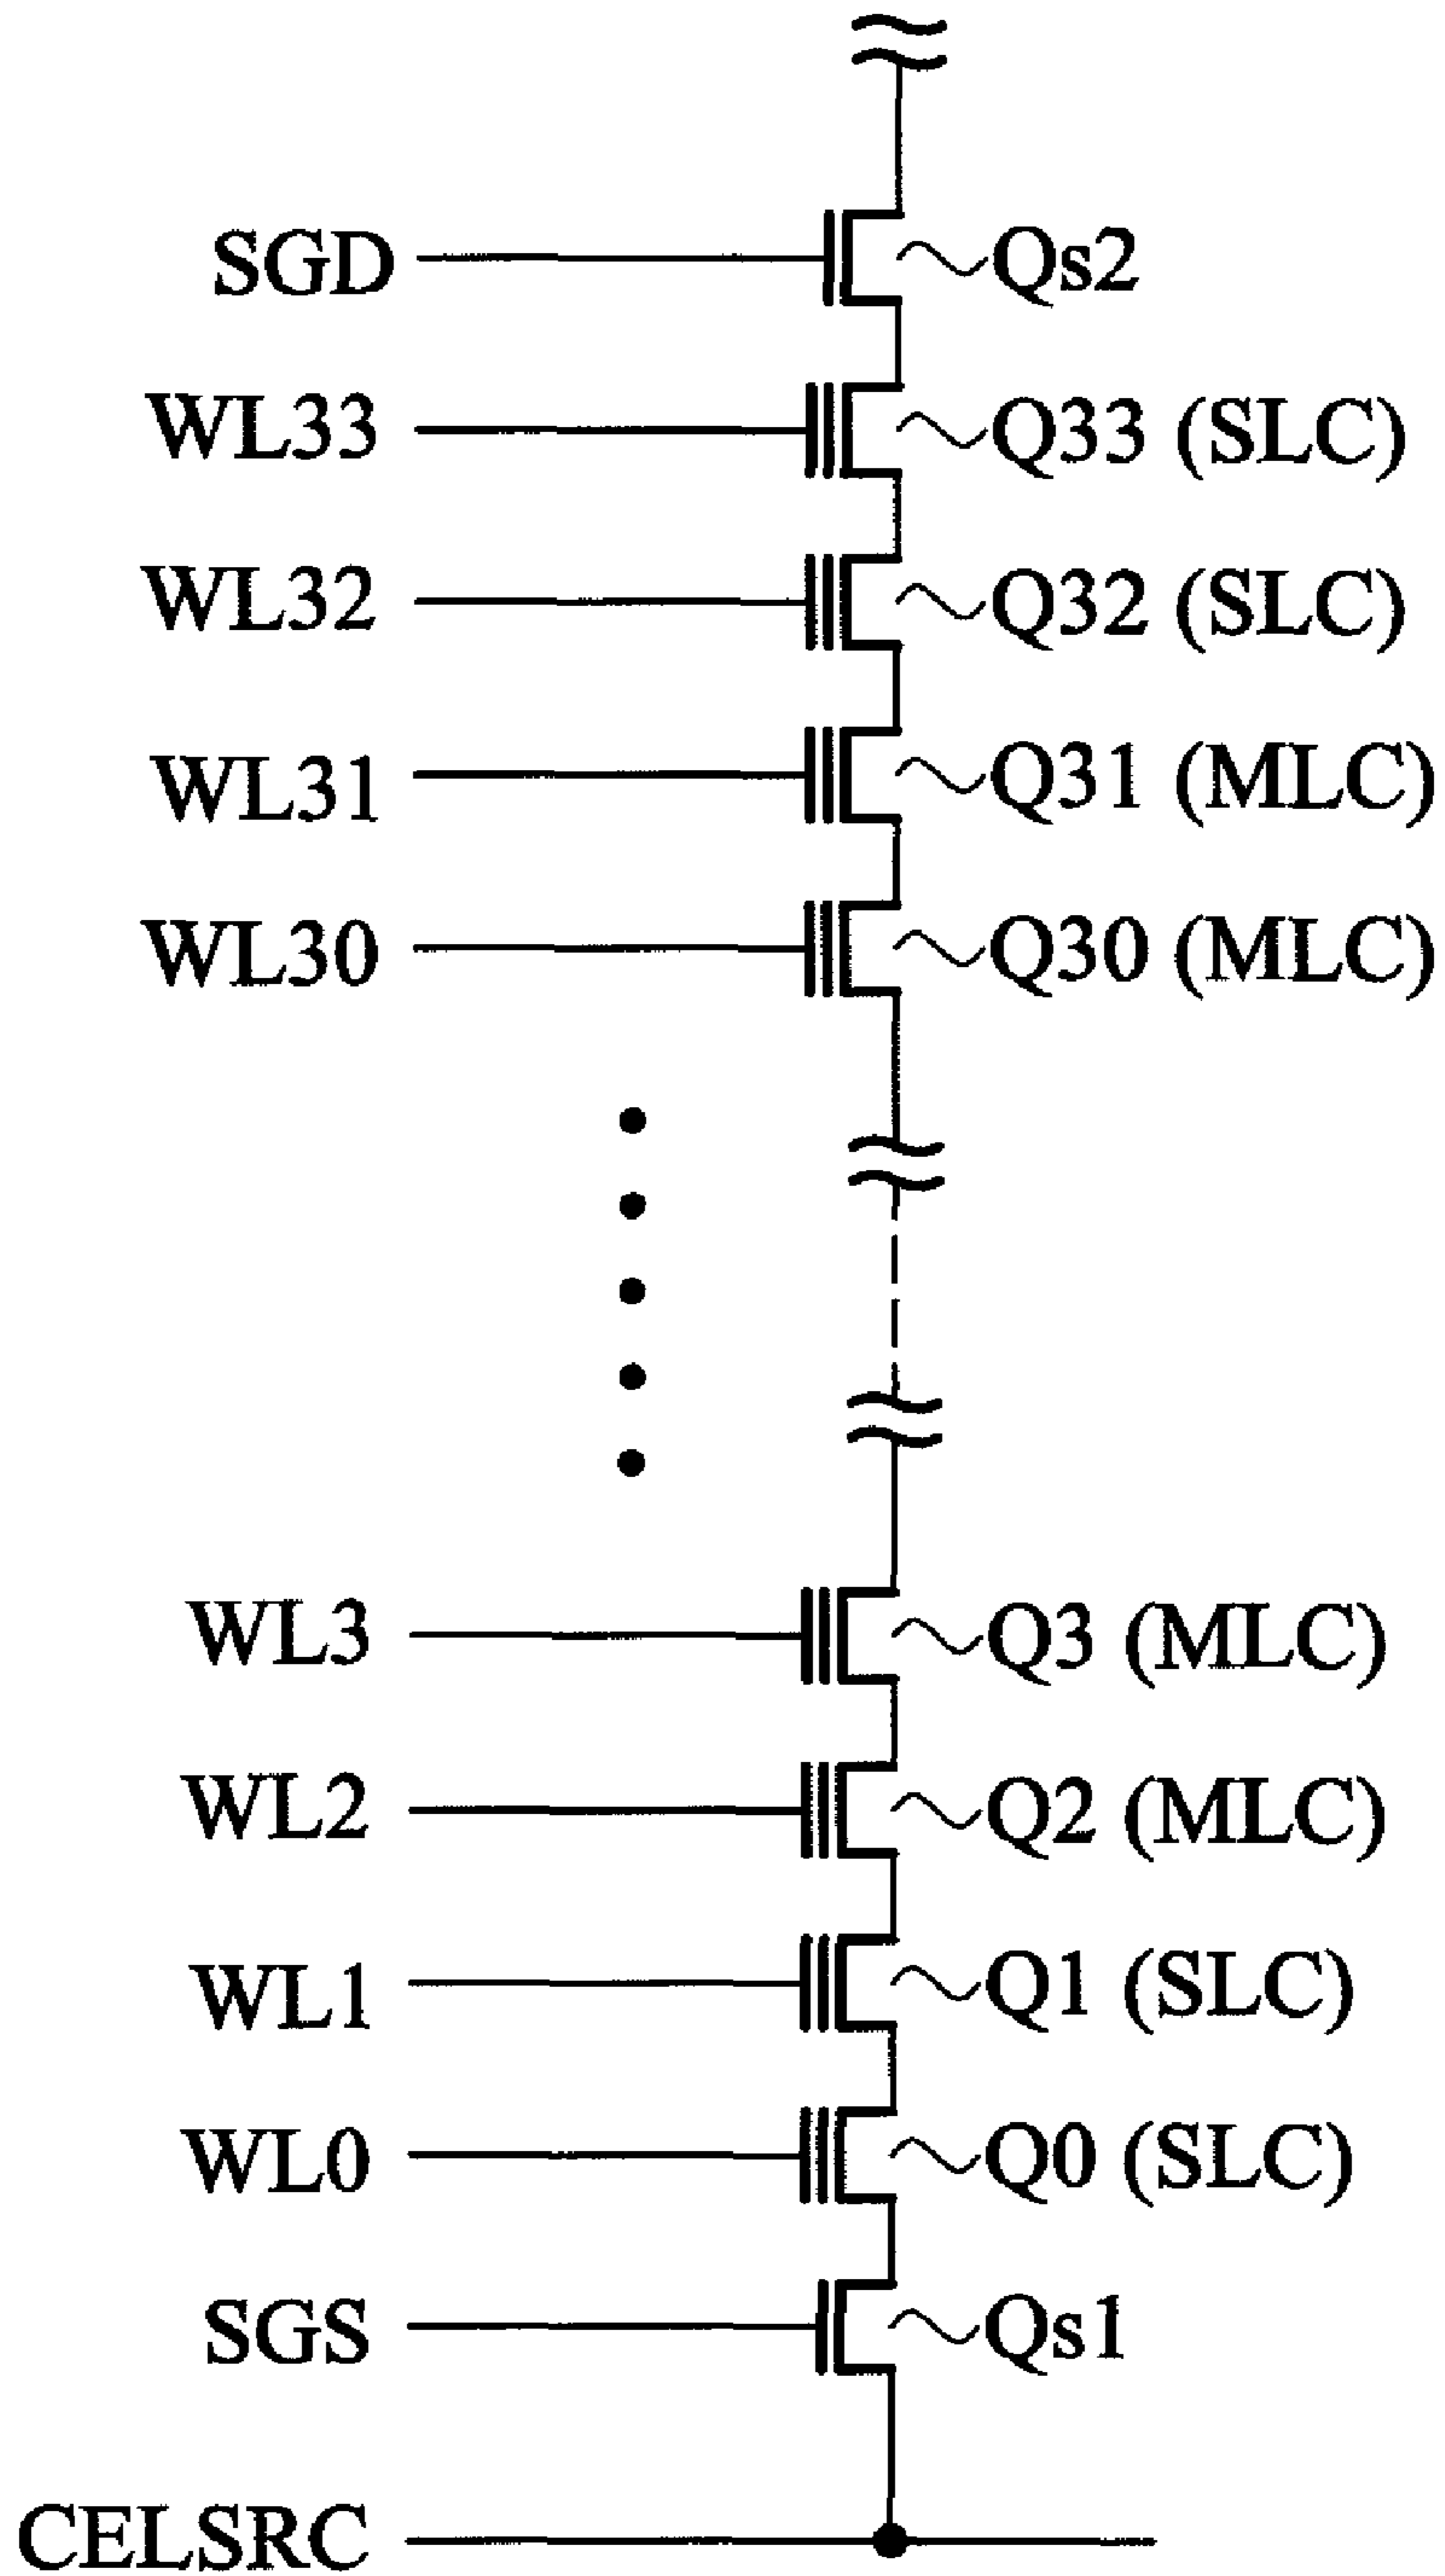 SGD Qs2
WL33 Q33 (SLC)
WL32 Q32 (SLC)
WL31 Q31 (MLC)
WL30 Q30 (MLC)
WL3 Q3 (MLC)
WL2 Q2 (MLC)
WL1 Q1 (SLC)
WL0 Q0 (SLC)
SGS Qs1
CELSRC